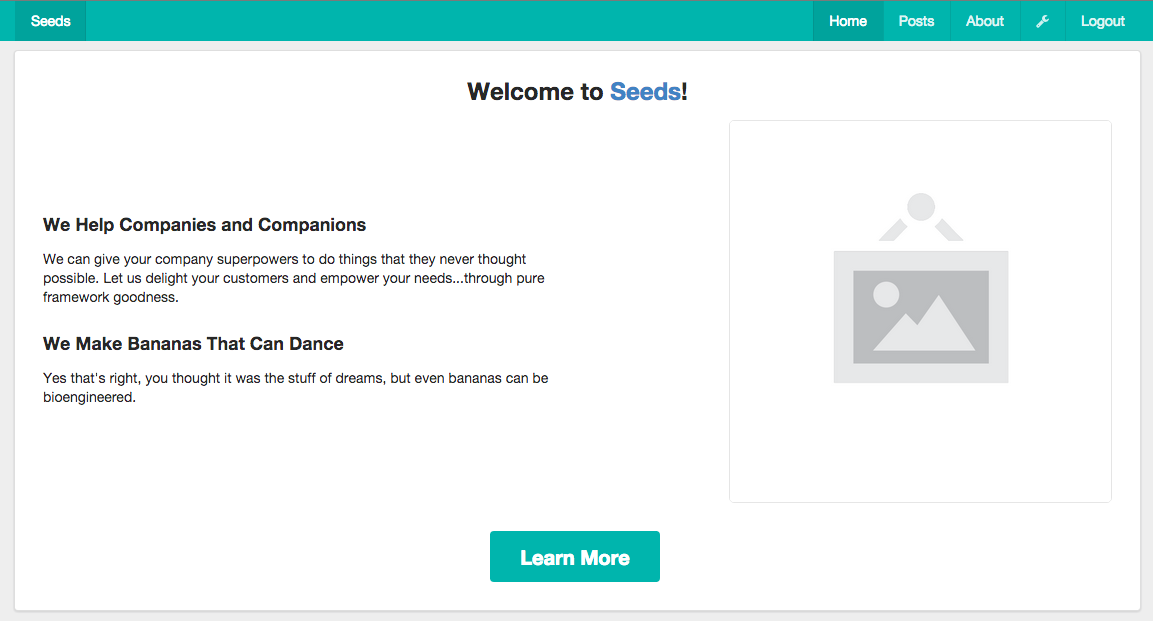 Seeds
Home
Posts
About
Logout
Welcome to Seeds!
We Help Companies and Companions
We can give your company superpowers to do things that they never thought
possible. Let us delight your customers and empower your needs...through pure
framework goodness.
We Make Bananas That Can Dance
Yes that's right, you thought it was the stuff of dreams, but even bananas can be
bioengineered.
Learn More